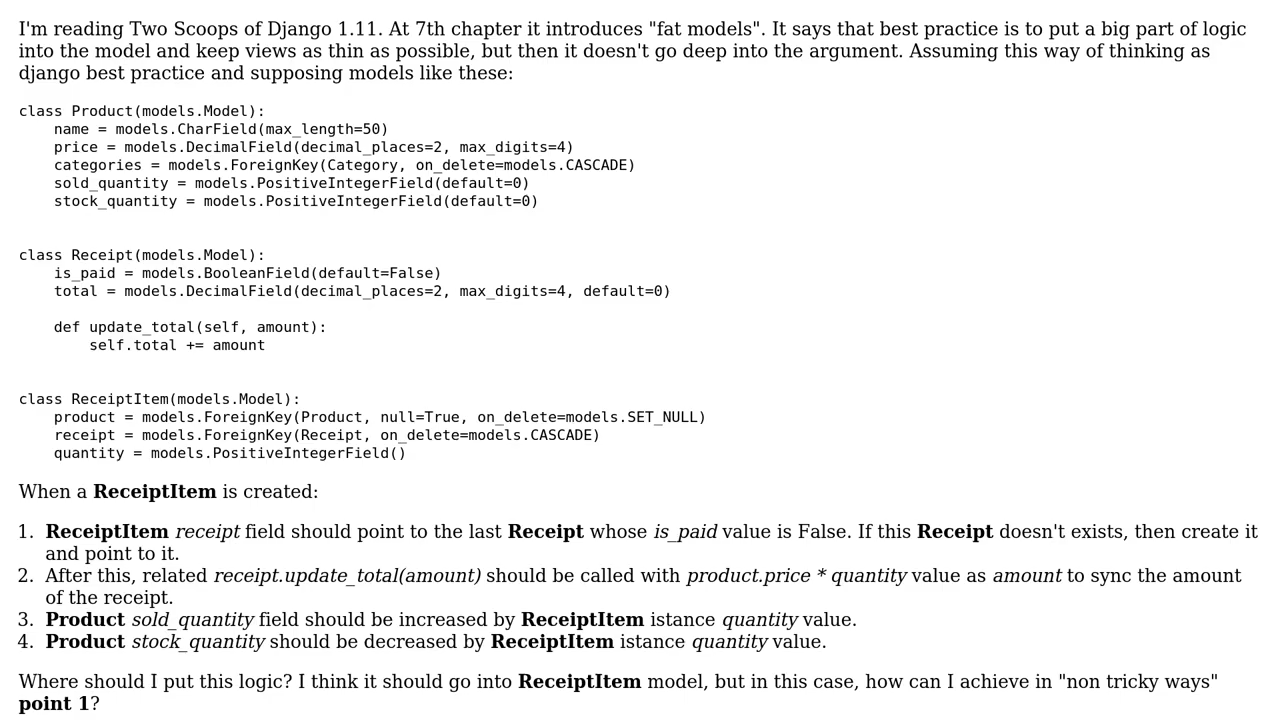 I'm reading Two Scoops of Django 1.11. At 7th chapter it introduces "fat models". It says that best practice is to put a big part of logic
into the model and keep views as thin as possible, but then it doesn't go deep into the argument. Assuming this way of thinking as
django best practice and supposing models like these:
class Product(models.Model):
    name = models.CharField(max_length=50)
    price = models.DecimalField(decimal_places=2, max_digits=4)
    categories = models.ForeignKey(Category, on_delete=models.CASCADE)
    sold_quantity = models.PositiveIntegerField(default=0)
    stock_quantity = models.PositiveIntegerField(default=0)
class Receipt(models.Model):
    is_paid = models.BooleanField(default=False)
    total = models.DecimalField(decimal_places=2, max_digits=4, default=0)
    def update_total(self, amount):
        self.total += amount
class ReceiptItem(models.Model):
    product = models.ForeignKey(Product, null=True, on_delete=models.SET_NULL)
    receipt = models.ForeignKey(Receipt, on_delete=models.CASCADE)
    quantity = models.PositiveIntegerField()
When a ReceiptItem is created:
1. ReceiptItem receipt field should point to the last Receipt whose is_paid value is False. If this Receipt doesn't exists, then create it
and point to it.
2. After this, related receipt.update_total(amount) should be called with product.price * quantity value as amount to sync the amount
of the receipt.
3. Product sold_quantity field should be increased by ReceiptItem istance quantity value.
4. Product stock_quantity should be decreased by ReceiptItem istance quantity value.
Where should I put this logic? I think it should go into ReceiptItem model, but in this case, how can I achieve in "non tricky ways"
point 1?